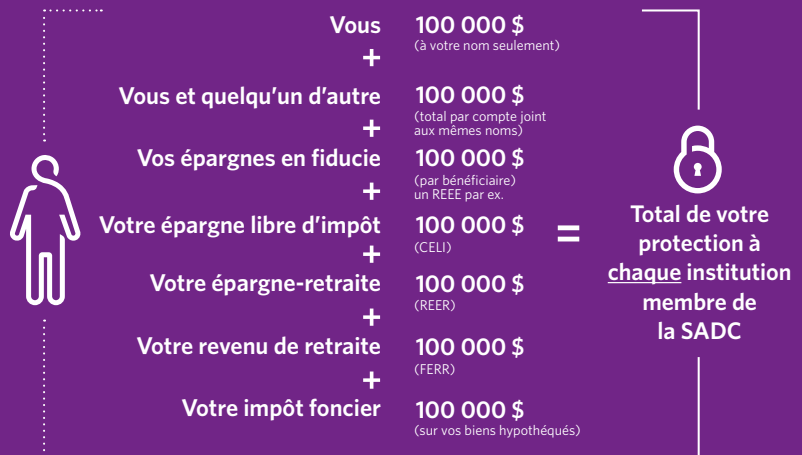 Vous 100 000 $
(à votre nom seulement)
+
Vous et quelqu'un d'autre 100 000 $
(total par compte joint
aux mêmes noms)
+
Vos épargnes en fiducie 100 000 $
(par bénéficiaire)
un REEE par ex.
+
Votre épargne libre d'impôt 100 000 $
(CELI)
+
Votre épargne-retraite 100 000 $
(REER)
+
Votre revenu de retraite 100 000 $
(FERR)
+
Votre impôt foncier 100 000 $
(sur vos biens hypothéqués)
=
Total de votre
protection à
chaque institution
membre de
la SADC